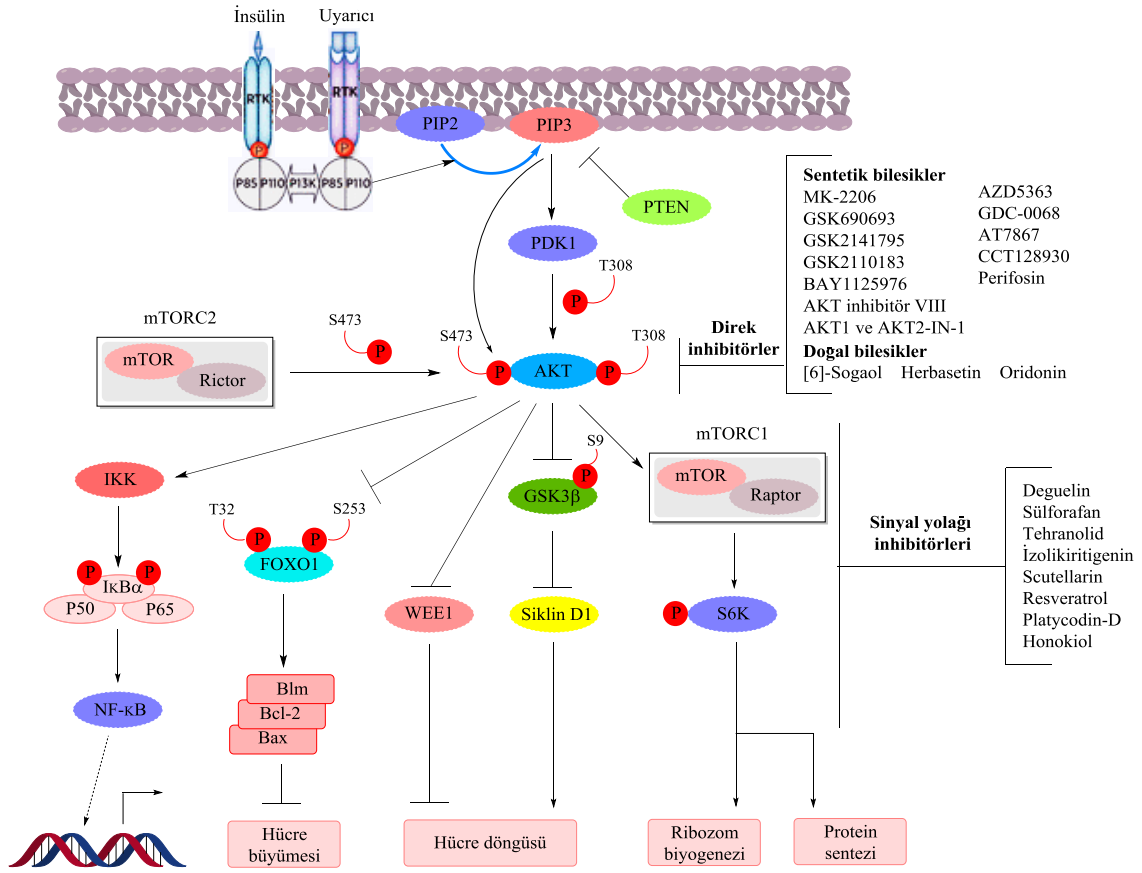 İnsülin
Uyarıcı
RTK
RTK
P
P
P85
P110
P13K
P85
P110
PIP2
PIP3
PTEN
PDK1
T308
P
mTORC2
mTOR
Rictor
S473
P
S473
P
AKT
P
T308
Direk
inhibitörler
Sentetik bilesikler
MK-2206
GSK690693
GSK2141795
GSK2110183
BAY1125976
AKT inhibitör VIII
AKT1 ve AKT2-IN-1
AZD5363
GDC-0068
AT7867
CCT128930
Perifosin
Doğal bilesikler
[6]-Sogaol Herbasetin Oridonin
IKK
P
P
IκBα
P50
P65
NF-κB
T32
S253
P
P
FOXO1
Blm
Bcl-2
Bax
Hücre
büyümesi
WEE1
S9
P
GSK3β
Siklin D1
Hücre döngüsü
mTORC1
mTOR
Raptor
P
S6K
Ribozom
biyogenezi
Protein
sentezi
Sinyal yolağı
inhibitörleri
Deguelin
Sülforafan
Tehranolid
İzolikiritigenin
Scutellarin
Resveratrol
Platycodin-D
Honokiol